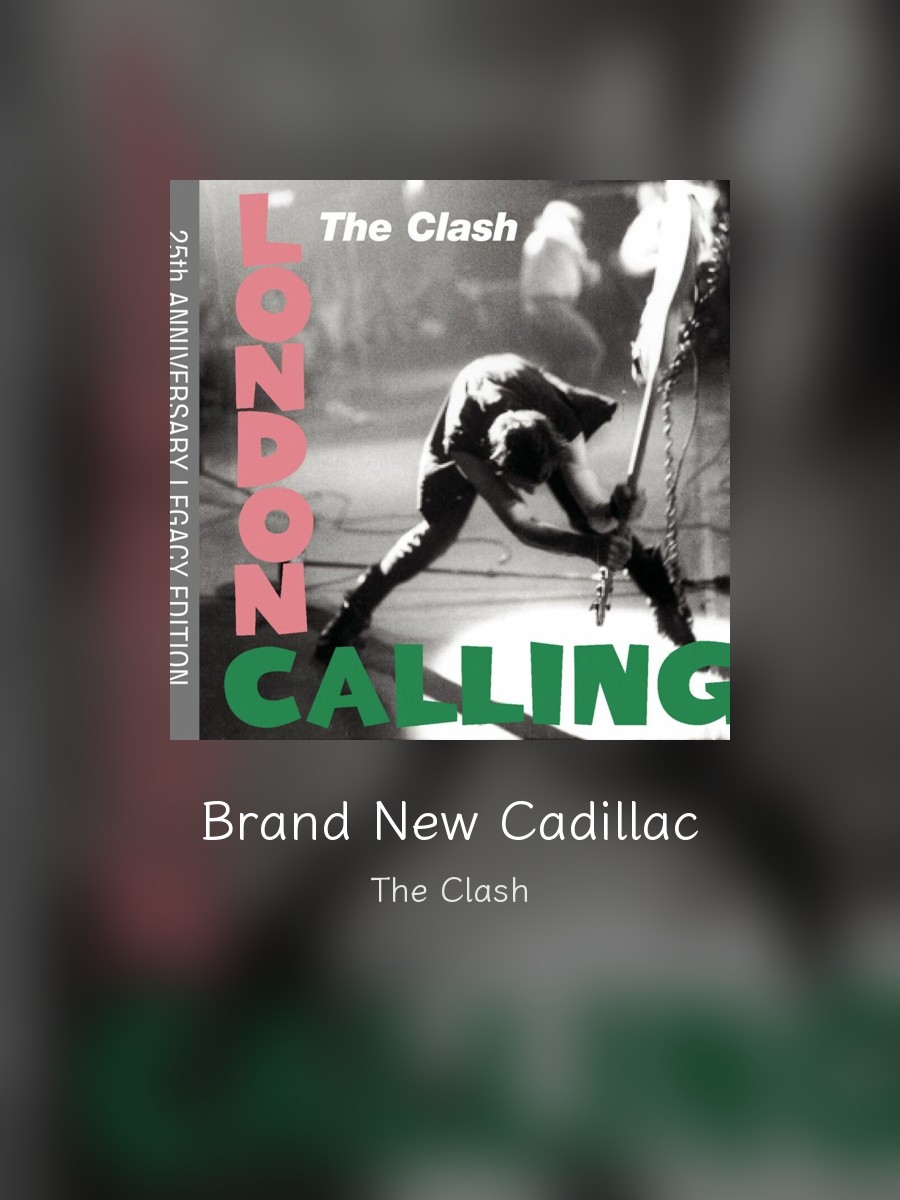 25th ANNIVERSARY LEGACY EDITION
LONDON
The Clash
CALLING
Brand New Cadillac
The Clash